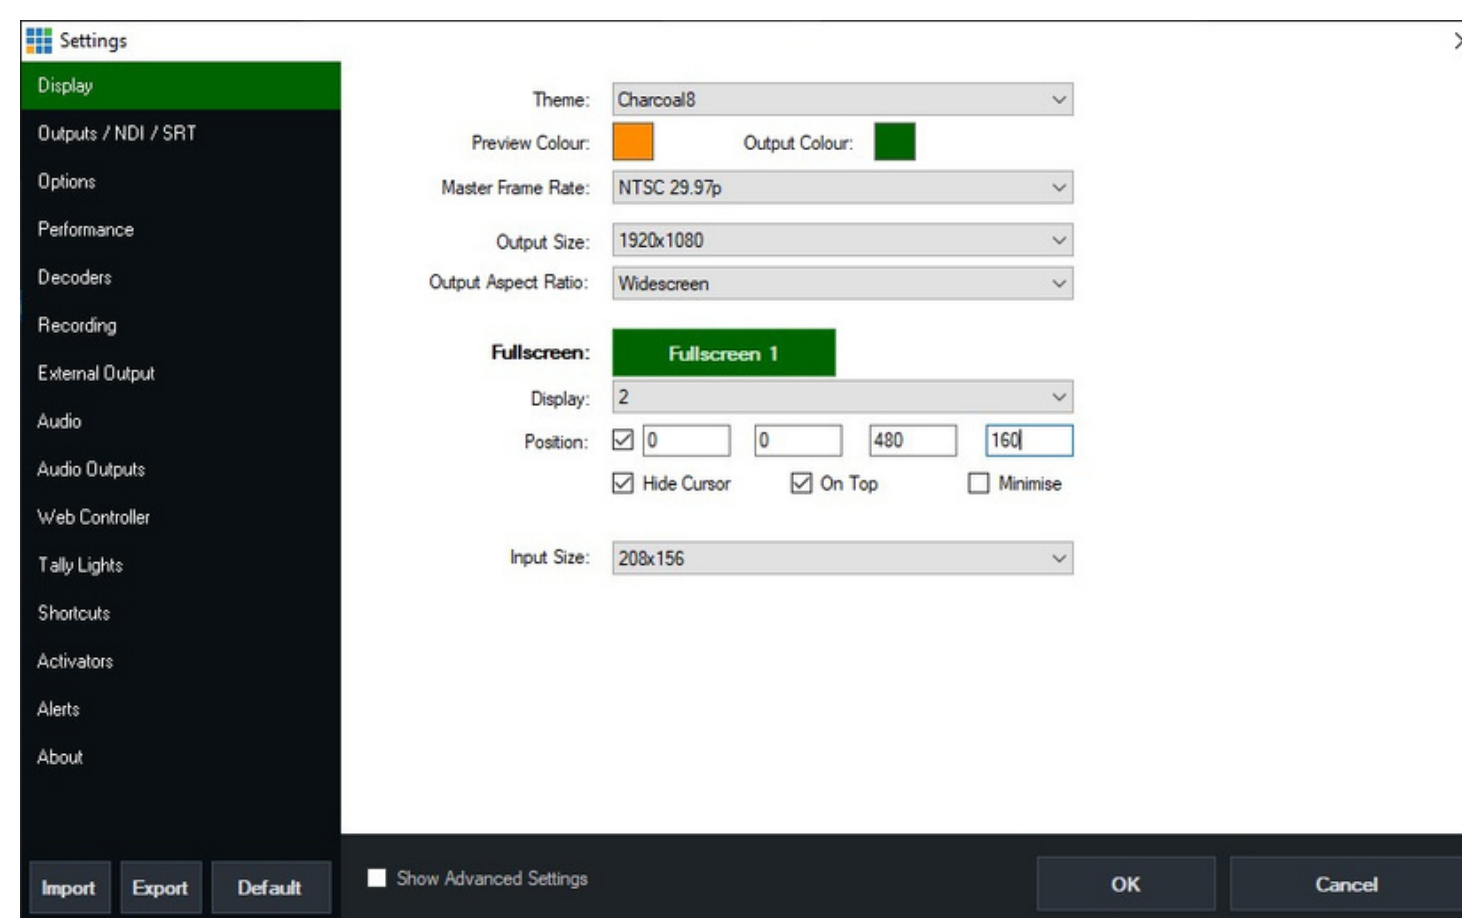 Settings
Display
Outputs / NDI / SRT
Options
Performance
Decoders
Recording
External Output
Audio
Audio Outputs
Web Controller
Tally Lights
Shortcuts
Activators
Alerts
About
Import Export Default
Theme: Charcoal8
Preview Colour: Output Colour:
Master Frame Rate: NTSC 29.97p
Output Size: 1920x1080
Output Aspect Ratio: Widescreen
Fullscreen: Fullscreen 1
Display: 2
Position: 0 0 480 160
Hide Cursor On Top Minimise
Input Size: 208x156
Show Advanced Settings OK Cancel